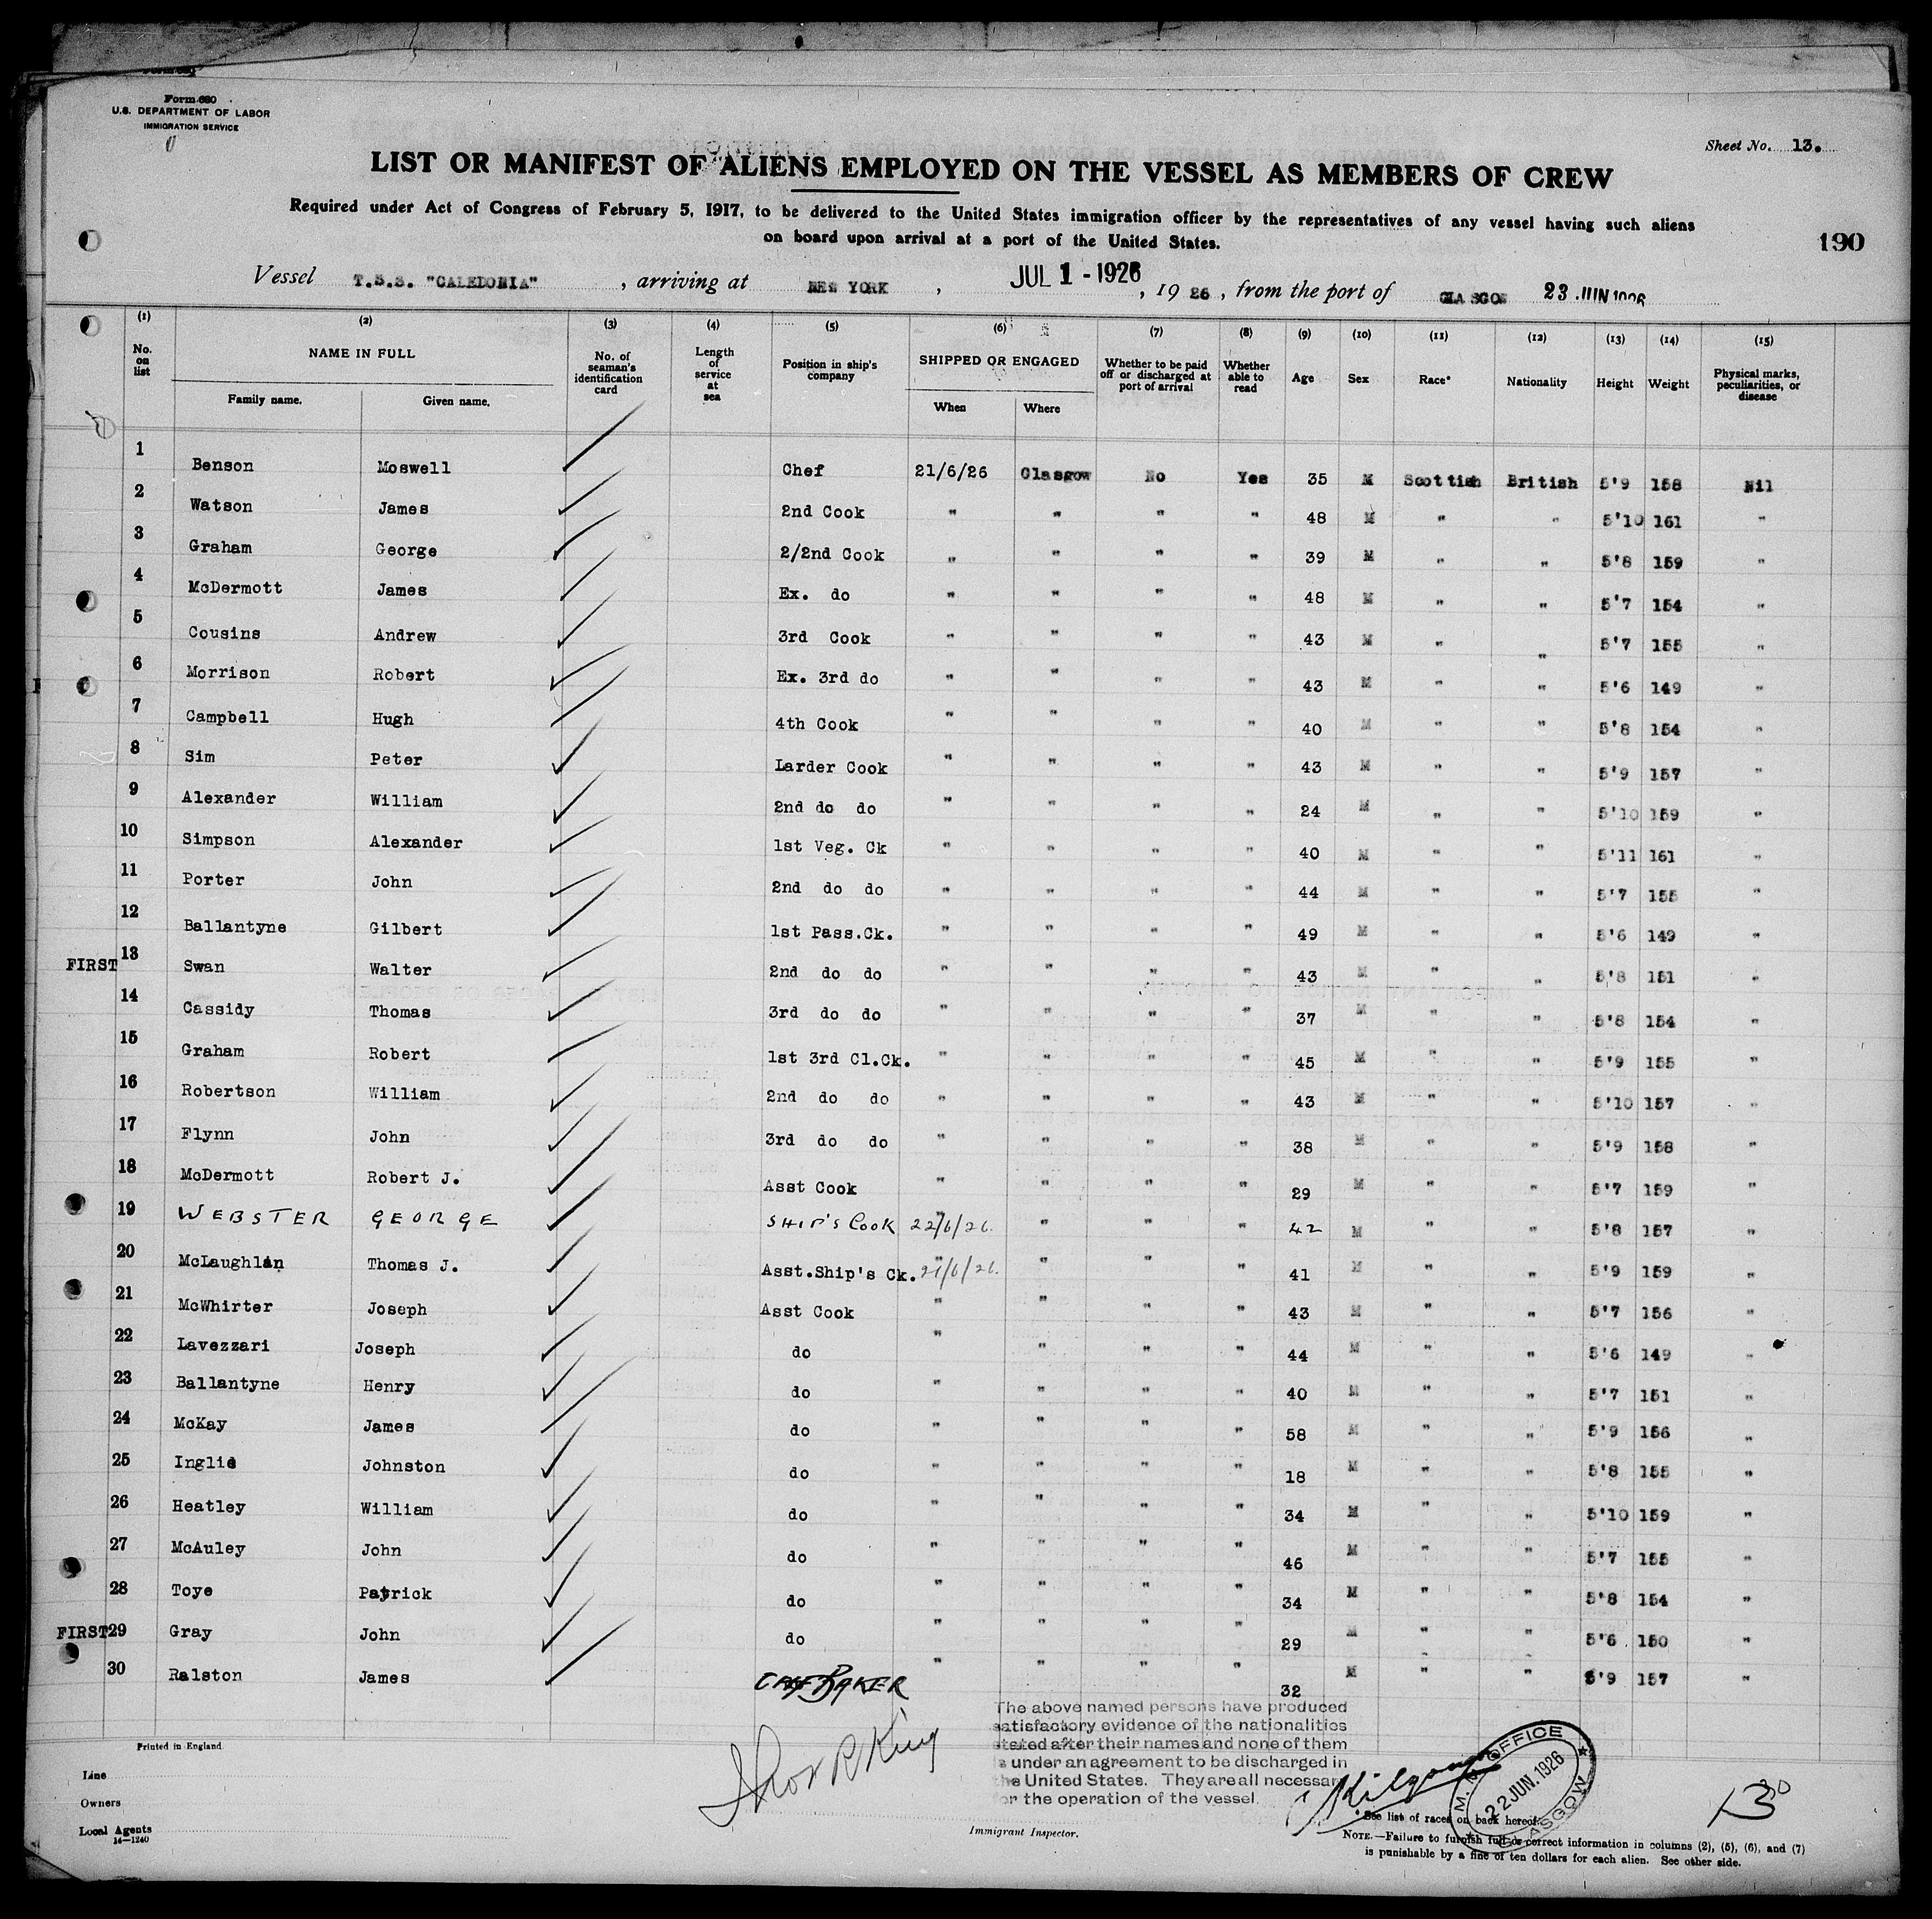 Form 680
U.S. DEPARTMENT OF LABOR
IMMIGRATION SERVICE
Sheet No. 13.
LIST OR MANIFEST OF ALIENS EMPLOYED ON THE VESSEL AS MEMBERS OF CREW
Required under Act of Congress of February 5, 1917, to be delivered to the United States immigration officer by the representatives of any vessel having such aliens
on board upon arrival at a port of the United States.
190
Vessel T.S.S. "CALEDONIA", arriving at NEW YORK, JUL 1 - 1926, 1926, from the port of GLASGOW 23 JUN 1926
(1) (2) (3) (4) (5) (6) (7) (8) (9) (10) (11) (12) (13) (14) (15)
No. on list NAME IN FULL Family name. Given name. No. of seaman's identification card Length of service at sea Position in ship's company SHIPPED OR ENGAGED When Where Whether to be paid off or discharged at port of arrival Whether able to read Age Sex Race* Nationality Height Weight Physical marks, peculiarities, or disease
1 Benson Moswell Chef 21/6/26 Glasgow No Yes 35 M Scottish British 5'9 158 Nil
2 Watson James 2nd Cook " " " " 48 M " " 5'10 161 "
3 Graham George 2/2nd Cook " " " " 39 M " " 5'8 159 "
4 McDermott James Ex. do " " " " 48 M " " 5'7 154 "
5 Cousins Andrew 3rd Cook " " " " 43 M " " 5'7 155 "
6 Morrison Robert Ex. 3rd do " " " " 43 M " " 5'6 149 "
7 Campbell Hugh 4th Cook " " " " 40 M " " 5'8 154 "
8 Sim Peter Larder Cook " " " " 43 M " " 5'9 157 "
9 Alexander William 2nd do do " " " " 24 M " " 5'10 159 "
10 Simpson Alexander 1st Veg. Ck " " " " 40 M " " 5'11 161 "
11 Porter John 2nd do do " " " " 44 M " " 5'7 155 "
12 Ballantyne Gilbert 1st Pass.Ck. " " " " 49 M " " 5'6 149 "
FIRST 13 Swan Walter 2nd do do " " " " 43 M " " 5'8 151 "
14 Cassidy Thomas 3rd do do " " " " 37 M " " 5'8 154 "
15 Graham Robert 1st 3rd Cl.Ck. " " " " 45 M " " 5'9 155 "
16 Robertson William 2nd do do " " " " 43 M " " 5'10 157 "
17 Flynn John 3rd do do " " " " 38 M " " 5'9 158 "
18 McDermott Robert J. Asst Cook " " " " 29 M " " 5'7 159 "
19 WEBSTER GEORGE SHIP'S COOK 22/6/26. " " " 42 M " " 5'8 157 "
20 McLaughlin Thomas J. Asst.Ship's Ck. 21/6/26. " " " 41 M " " 5'9 159 "
21 McWhirter Joseph Asst Cook " " " " 43 M " " 5'7 156 "
22 Lavezzari Joseph do " " " " 44 M " " 5'6 149 "
23 Ballantyne Henry do " " " " 40 M " " 5'7 151 "
24 McKay James do " " " " 58 M " " 5'9 156 "
25 Inglis Johnston do " " " " 18 M " " 5'8 155 "
26 Heatley William do " " " " 34 M " " 5'10 159 "
27 McAuley John do " " " " 46 M " " 5'7 155 "
28 Toye Patrick do " " " " 34 M " " 5'8 154 "
FIRST 29 Gray John do " " " " 29 M " " 5'6 150 "
30 Ralston James BAKER " " " " 32 M " " 5'9 157 "
The above named persons have produced
satisfactory evidence of the nationalities
stated after their names and none of them
is under an agreement to be discharged in
the United States. They are all necessary
for the operation of the vessel.
Printed in England
Line
Owners
Local Agents
14—1240
Immigrant Inspector.
OFFICE
22 JUN. 1926
GLASGOW
*See list of races on back hereof.
NOTE.—Failure to furnish full or correct information in columns (2), (5), (6), and (7)
is punishable by a fine of ten dollars for each alien. See other side.